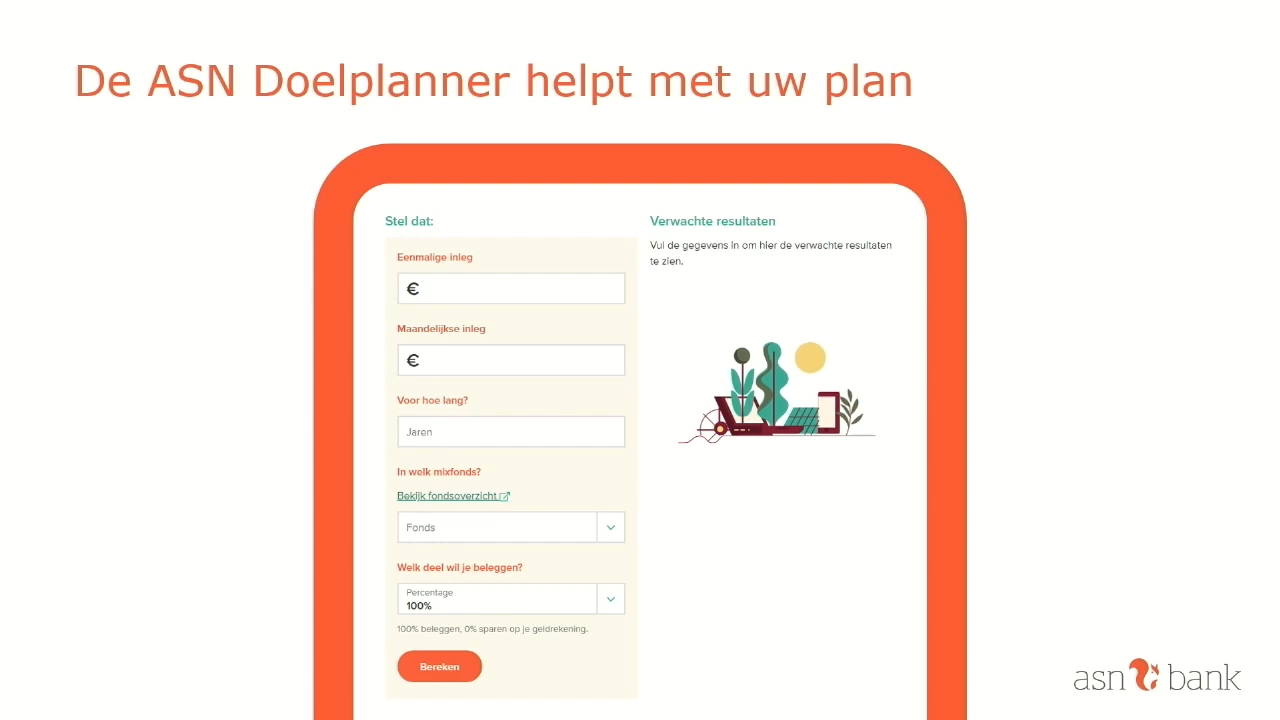 De ASN Doelplanner helpt met uw plan
Stel dat:
Eenmalige inleg
€
Maandelijkse inleg
€
Voor hoe lang?
Jaren
In welk mixfonds?
Bekijk fondsoverzicht
Fonds
Welk deel wil je beleggen?
Percentage
100%
100% beleggen, 0% sparen op je geldrekening.
Bereken
Verwachte resultaten
Vul de gegevens in om hier de verwachte resultaten
te zien.
asn bank